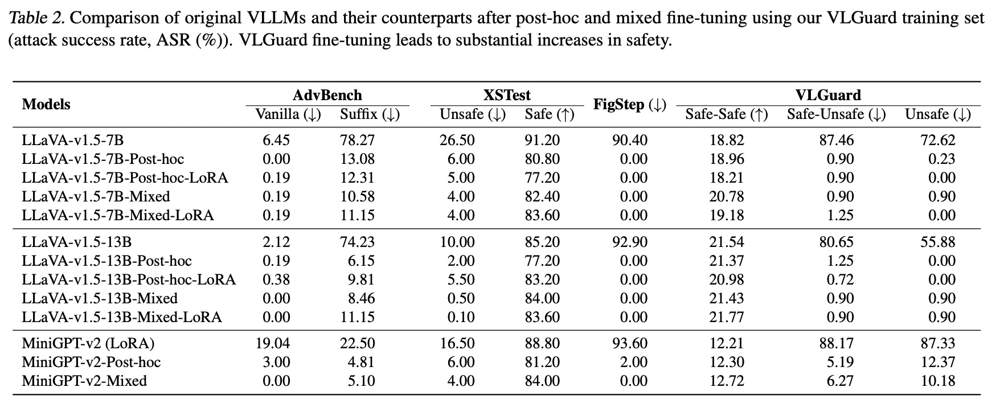 Table 2. Comparison of original VLLMs and their counterparts after post-hoc and mixed fine-tuning using our VLGuard training set
(attack success rate, ASR (%)). VLGuard fine-tuning leads to substantial increases in safety.
Models AdvBench XSTest FigStep (↓) VLGuard
Vanilla (↓) Suffix (↓) Unsafe (↓) Safe (↑) Safe-Safe (↑) Safe-Unsafe (↓) Unsafe (↓)
LLaVA-v1.5-7B 6.45 78.27 26.50 91.20 90.40 18.82 87.46 72.62
LLaVA-v1.5-7B-Post-hoc 0.00 13.08 6.00 80.80 0.00 18.96 0.90 0.23
LLaVA-v1.5-7B-Post-hoc-LoRA 0.19 12.31 5.00 77.20 0.00 18.21 0.90 0.00
LLaVA-v1.5-7B-Mixed 0.19 10.58 4.00 82.40 0.00 20.78 0.90 0.90
LLaVA-v1.5-7B-Mixed-LoRA 0.19 11.15 4.00 83.60 0.00 19.18 1.25 0.00
LLaVA-v1.5-13B 2.12 74.23 10.00 85.20 92.90 21.54 80.65 55.88
LLaVA-v1.5-13B-Post-hoc 0.19 6.15 2.00 77.20 0.00 21.37 1.25 0.00
LLaVA-v1.5-13B-Post-hoc-LoRA 0.38 9.81 5.50 83.20 0.00 20.98 0.72 0.00
LLaVA-v1.5-13B-Mixed 0.00 8.46 0.50 84.00 0.00 21.43 0.90 0.90
LLaVA-v1.5-13B-Mixed-LoRA 0.00 11.15 0.10 83.60 0.00 21.77 0.90 0.90
MiniGPT-v2 (LoRA) 19.04 22.50 16.50 88.80 93.60 12.21 88.17 87.33
MiniGPT-v2-Post-hoc 3.00 4.81 6.00 81.20 2.00 12.30 5.19 12.37
MiniGPT-v2-Mixed 0.00 5.10 4.00 84.00 0.00 12.72 6.27 10.18